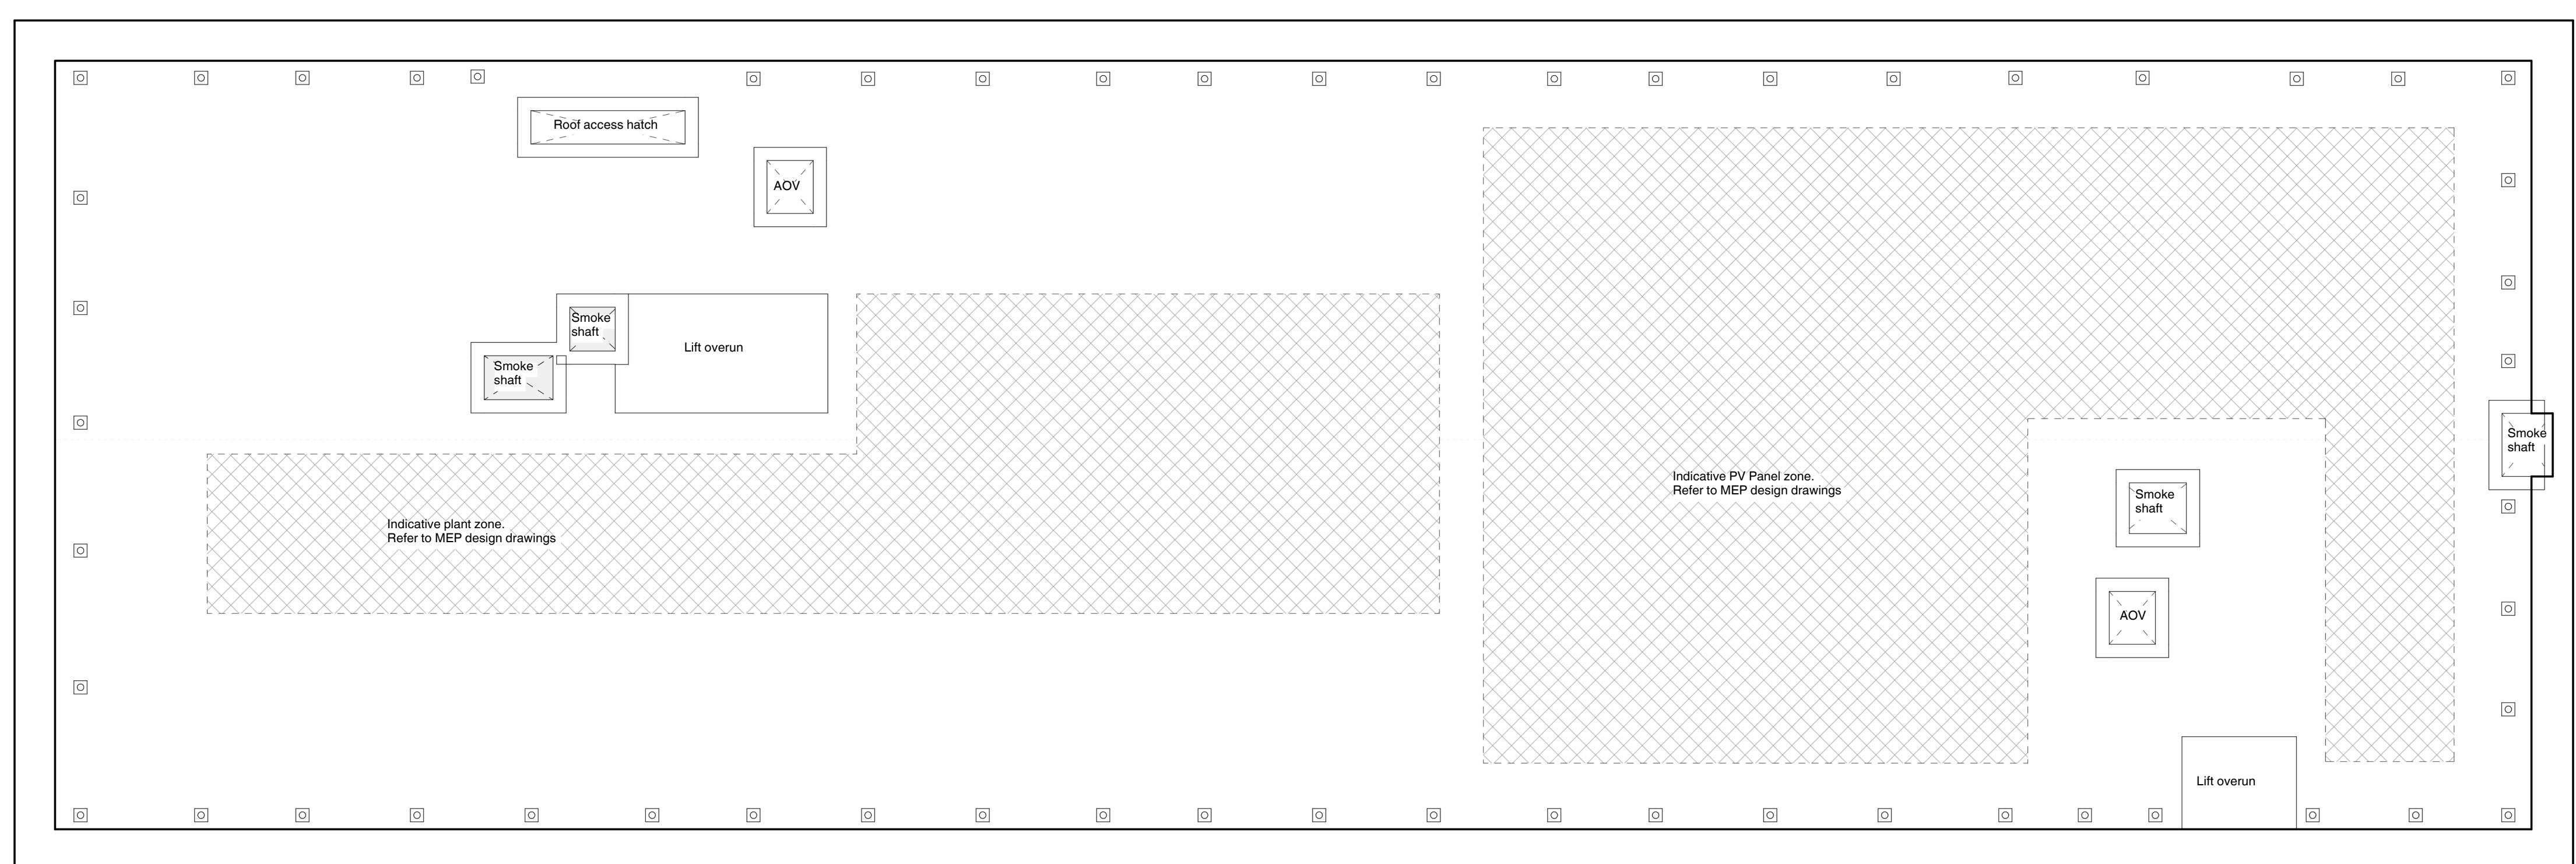 Roof access hatch
AOV
Smoke
shaft
Lift overun
Smoke
shaft
Indicative plant zone.
Refer to MEP design drawings
Indicative PV Panel zone.
Refer to MEP design drawings
Smoke
shaft
Smoke
shaft
AOV
Lift overun